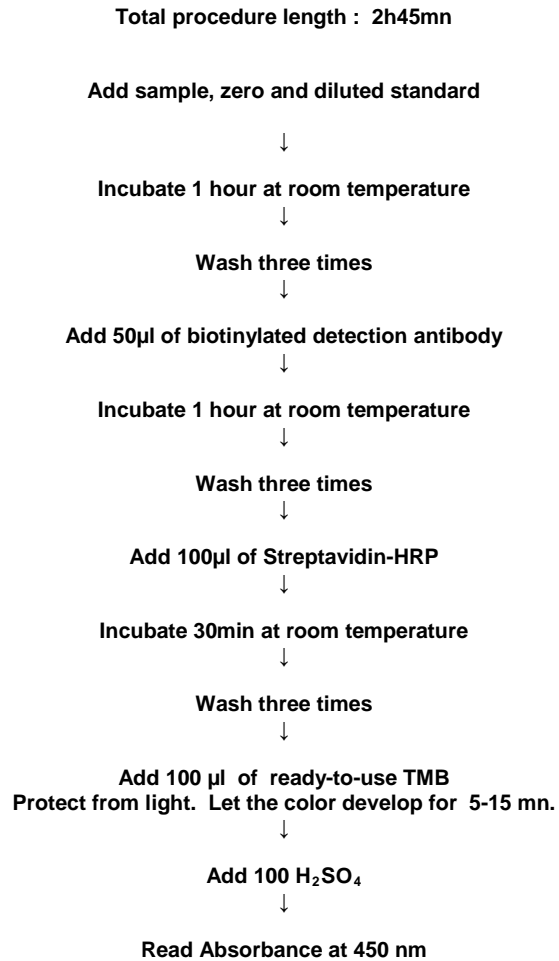 Total procedure length :  2h45mn
Add sample, zero and diluted standard
↓
Incubate 1 hour at room temperature
↓
Wash three times
↓
Add 50µl of biotinylated detection antibody
↓
Incubate 1 hour at room temperature
↓
Wash three times
↓
Add 100µl of Streptavidin-HRP
↓
Incubate 30min at room temperature
↓
Wash three times
↓
Add 100 µl  of  ready-to-use TMB
Protect from light.  Let the color develop for  5-15 mn.
↓
Add 100 H₂SO₄
↓
Read Absorbance at 450 nm